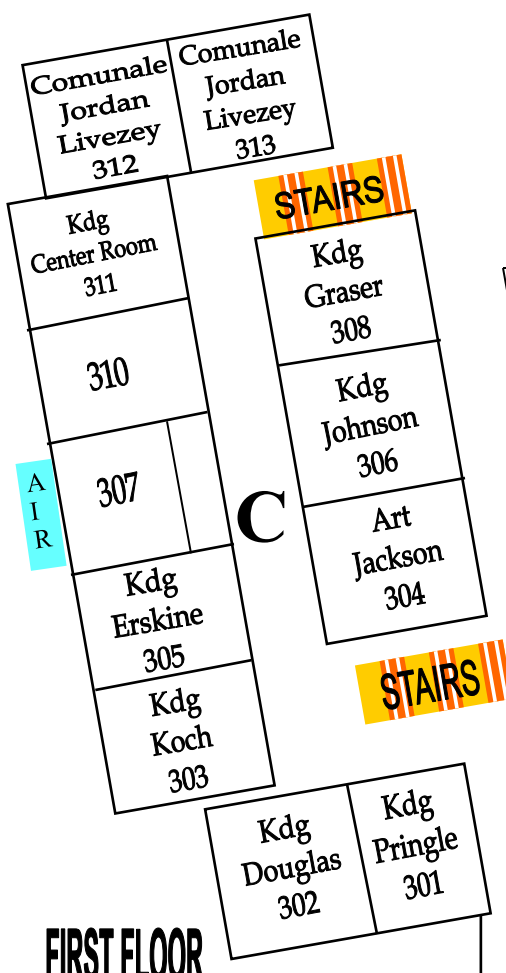 Comunale
Jordan
Livezey
312
Comunale
Jordan
Livezey
313
STAIRS
Kdg
Center Room
311
Kdg
Graser
308
310
Kdg
Johnson
306
307
A
I
R
C
Art
Jackson
304
Kdg
Erskine
305
STAIRS
Kdg
Koch
303
Kdg
Douglas
302
Kdg
Pringle
301
FIRST FLOOR